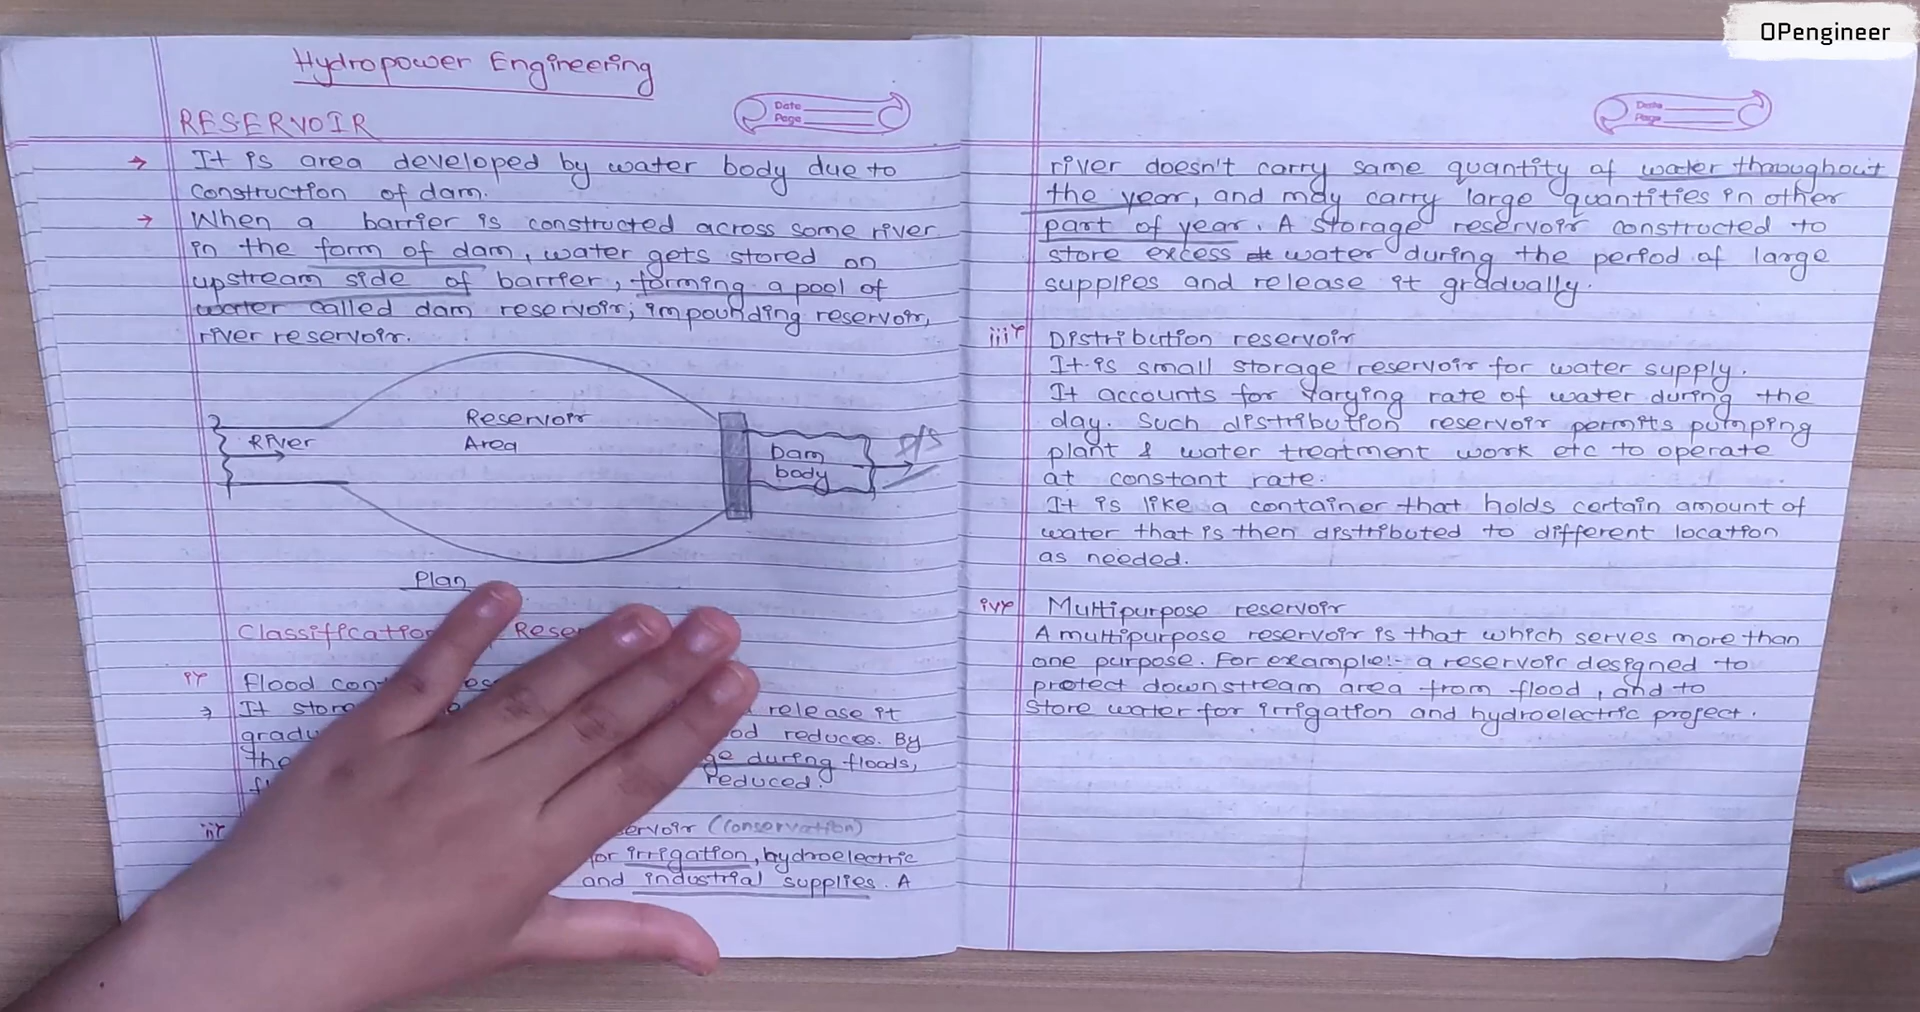 OPengineer
Hydropower Engineering
Date
Page
RESERVOIR
→ It is area developed by water body due to
construction of dam.
→ When a barrier is constructed across some river
in the form of dam, water gets stored on
upstream side of barrier, forming a pool of
water called dam reservoir, impounding reservoir,
river reservoir.
Reservoir
Area
River
Dam
body
D/S
Plan
Classification Reser
i) Flood con
→ It stor release it
gradu od reduces. By
the ge during floods,
reduced.
ii) servoir (conservation)
for irrigation, hydroelectric
and industrial supplies. A
Date
Page
river doesn't carry same quantity of water throughout
the year, and may carry large quantities in other
part of year. A storage reservoir constructed to
store excess water during the period of large
supplies and release it gradually.
iii) Distribution reservoir
It is small storage reservoir for water supply.
It accounts for varying rate of water during the
day. Such distribution reservoir permits pumping
plant & water treatment work etc to operate
at constant rate.
It is like a container that holds certain amount of
water that is then distributed to different location
as needed.
iv) Multipurpose reservoir
A multipurpose reservoir is that which serves more than
one purpose. For example:- a reservoir designed to
protect downstream area from flood, and to
store water for irrigation and hydroelectric project.